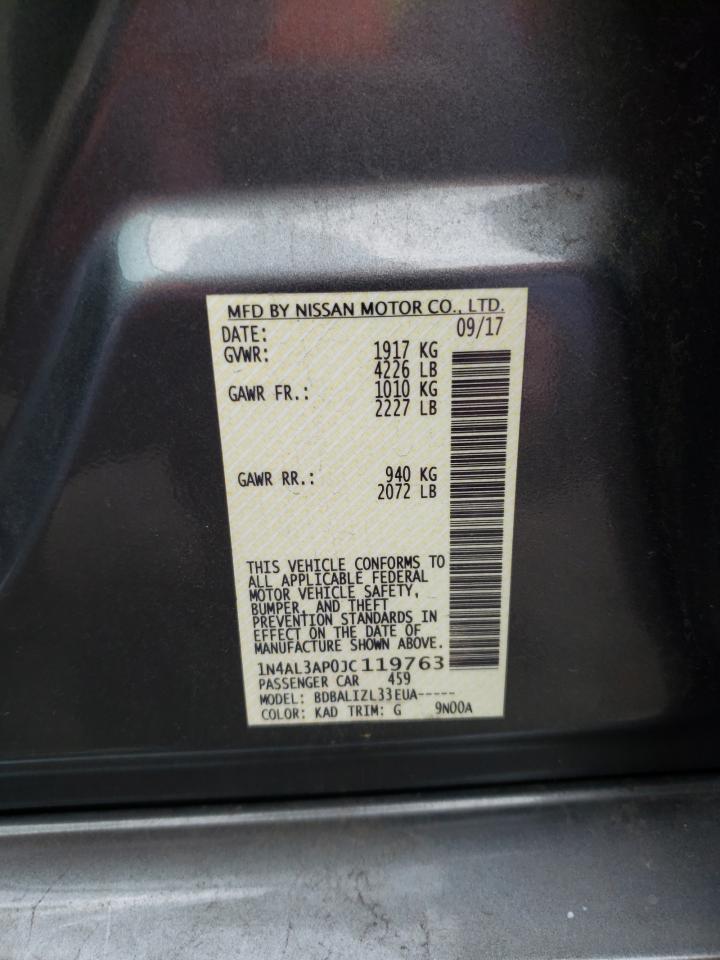 MFD BY NISSAN MOTOR CO., LTD.
DATE: 09/17
GVWR: 1917 KG
4226 LB
GAWR FR.: 1010 KG
2227 LB
GAWR RR.: 940 KG
2072 LB
THIS VEHICLE CONFORMS TO
ALL APPLICABLE FEDERAL
MOTOR VEHICLE SAFETY,
BUMPER, AND THEFT
PREVENTION STANDARDS IN
EFFECT ON THE DATE OF
MANUFACTURE SHOWN ABOVE.
1N4AL3AP0JC119763
PASSENGER CAR 459
MODEL: BDBALIZL33EUA-----
COLOR: KAD TRIM: G 9N00A